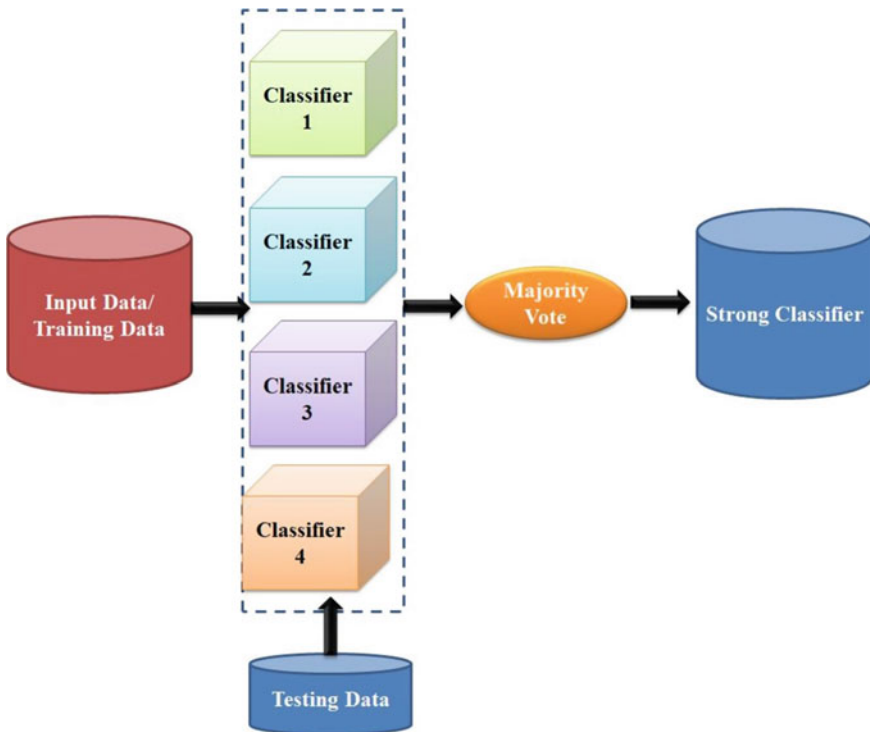 Classifier
1
Classifier
2
Input Data/
Training Data
Majority
Vote
Strong Classifier
Classifier
3
Classifier
4
Testing Data